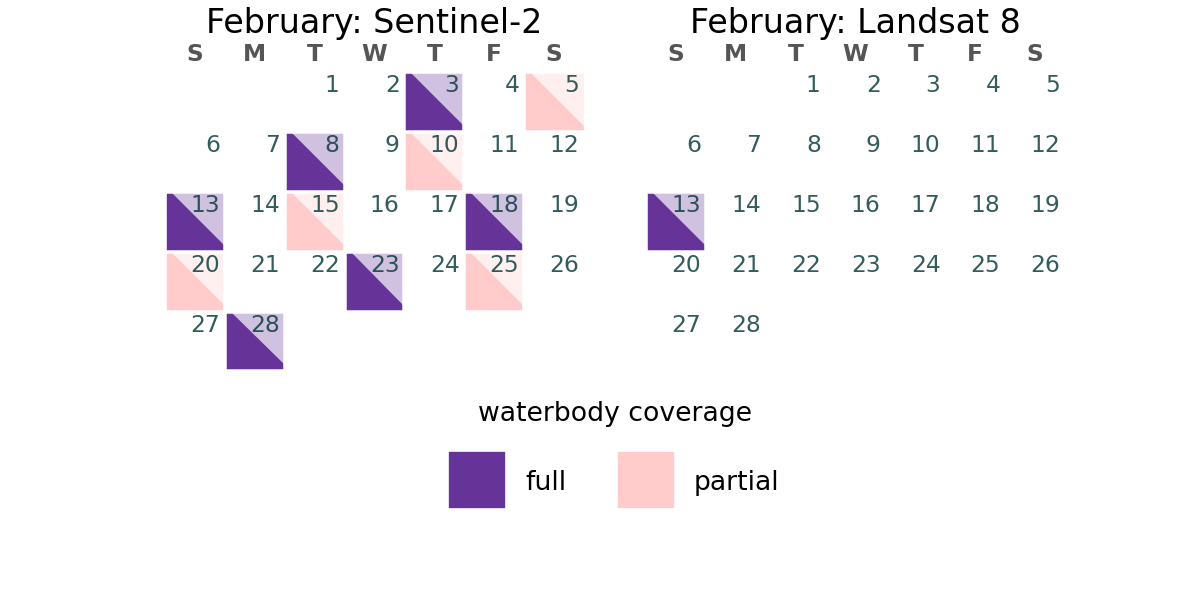 February: Sentinel-2
S M T W T F S
1 2 3 4 5
6 7 8 9 10 11 12
13 14 15 16 17 18 19
20 21 22 23 24 25 26
27 28
February: Landsat 8
S M T W T F S
1 2 3 4 5
6 7 8 9 10 11 12
13 14 15 16 17 18 19
20 21 22 23 24 25 26
27 28
waterbody coverage
full partial